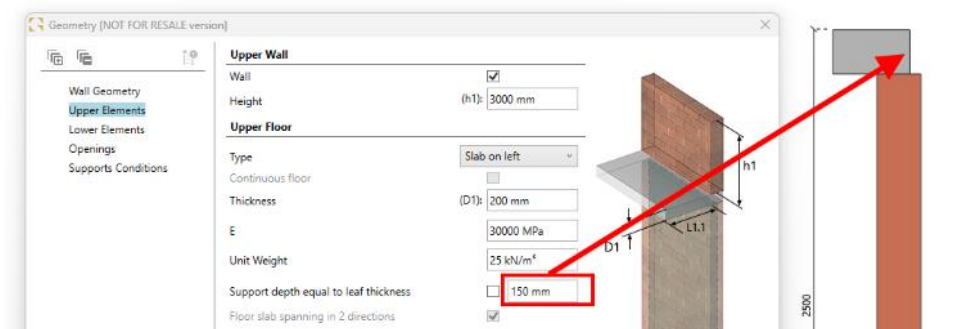 Geometry [NOT FOR RESALE version]
Wall Geometry
Upper Elements
Lower Elements
Openings
Supports Conditions
Upper Wall
Wall
Height (h1): 3000 mm
Upper Floor
Type Slab on left
Continuous floor
Thickness (D1): 200 mm
E 30000 MPa
Unit Weight 25 kN/m³
Support depth equal to leaf thickness 150 mm
Floor slab spanning in 2 directions
h1
L1.1
D1
2500